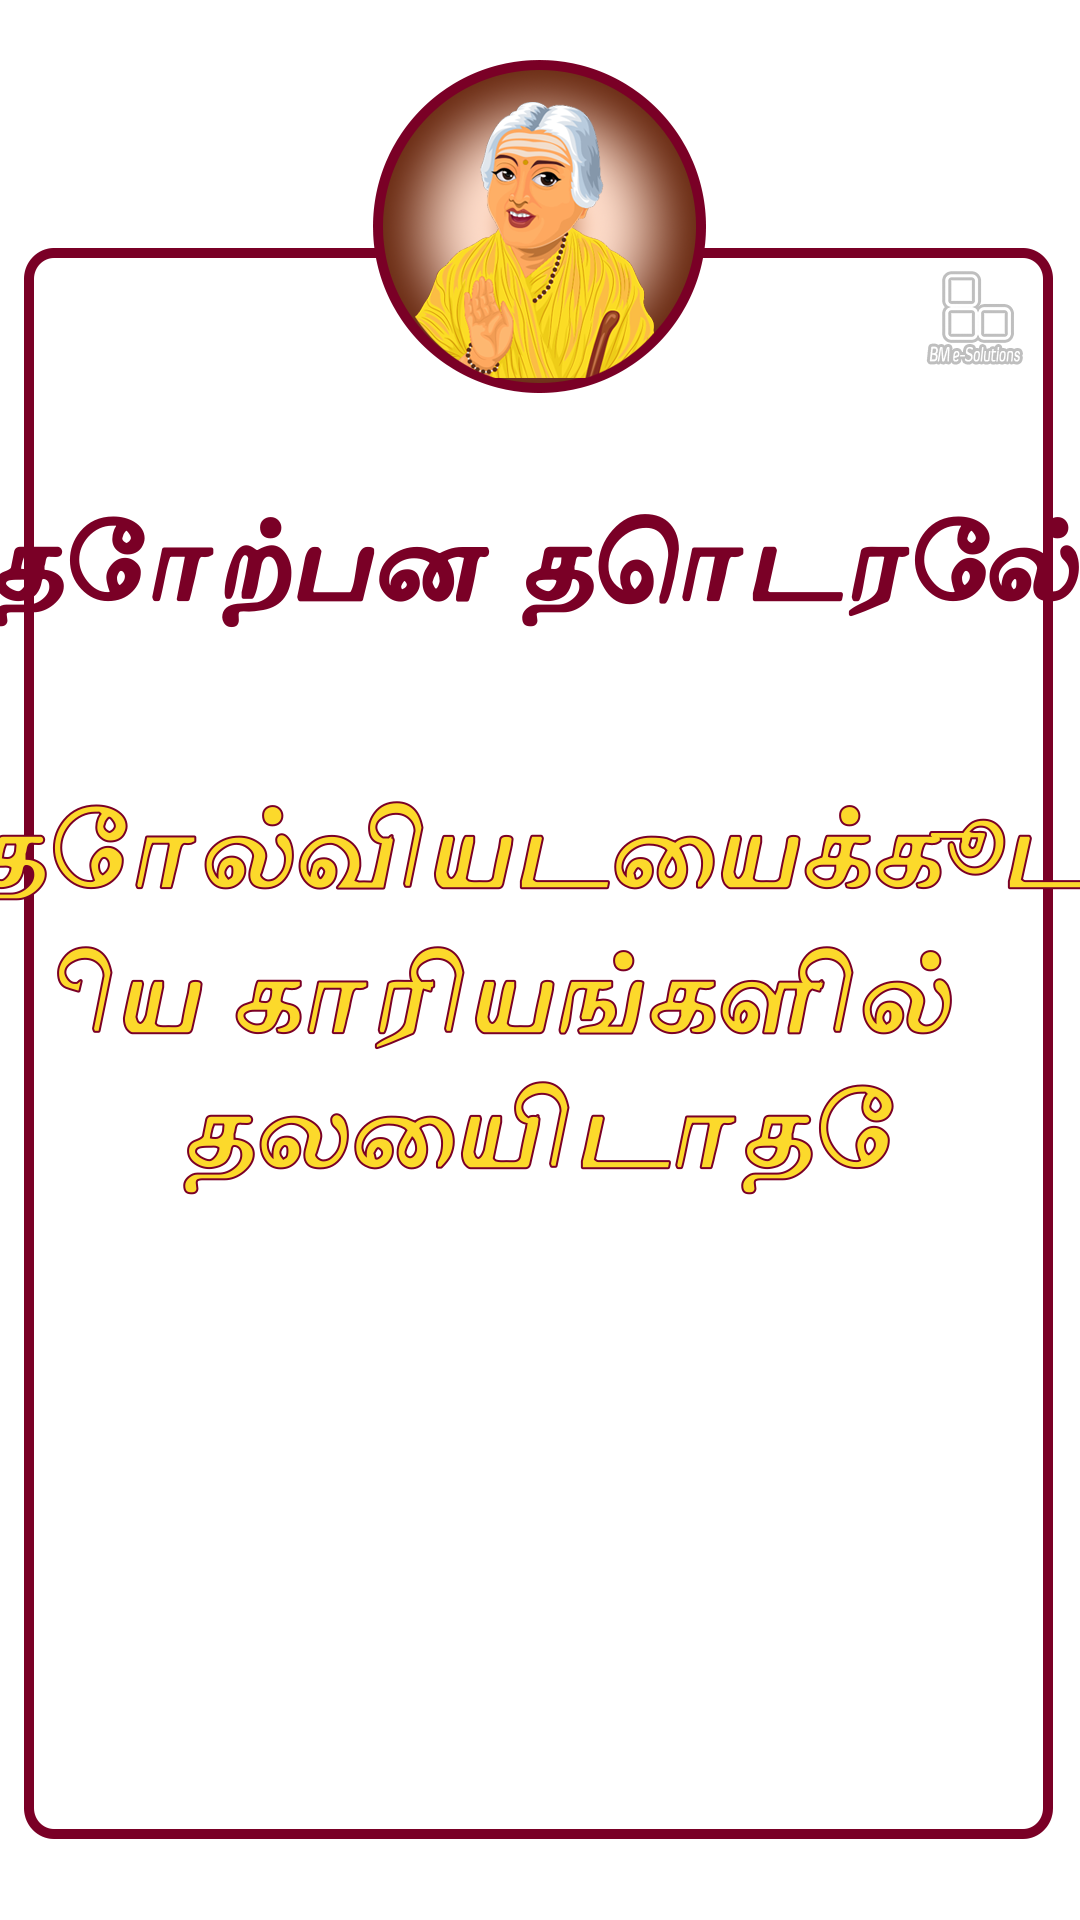 தோற்பன தொடரேல்
தோல்வியடையக்கூட
ிய காரியங்களில்
தலையிடாதே
BM e-Solutions